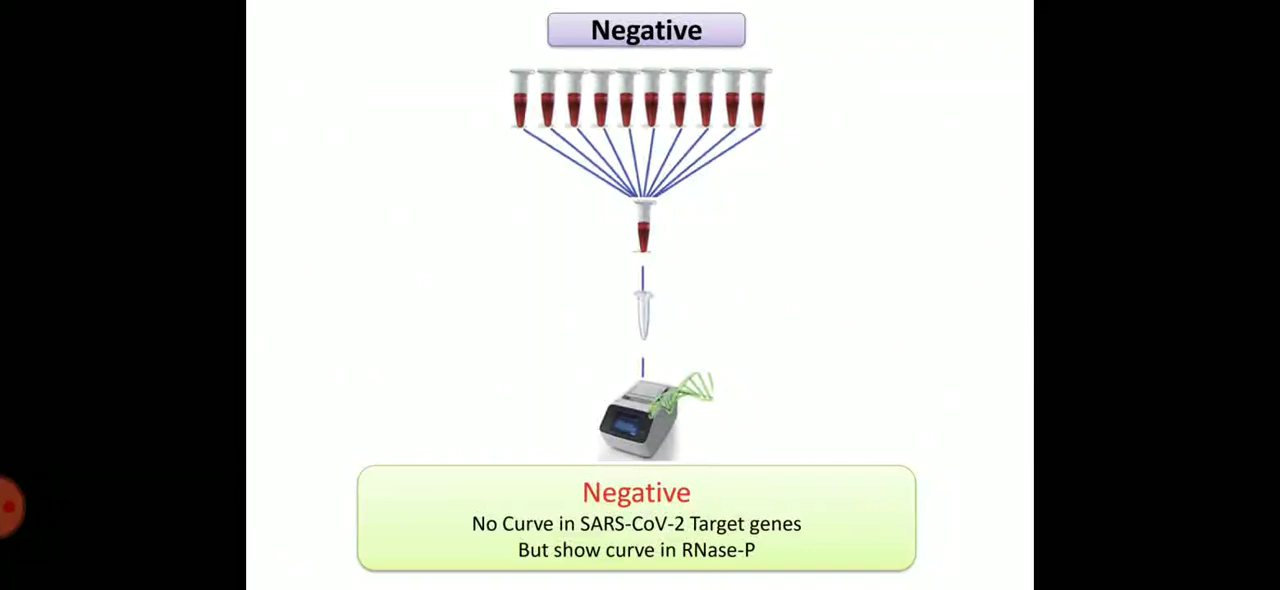 Negative
Negative
No Curve in SARS-CoV-2 Target genes
But show curve in RNase-P